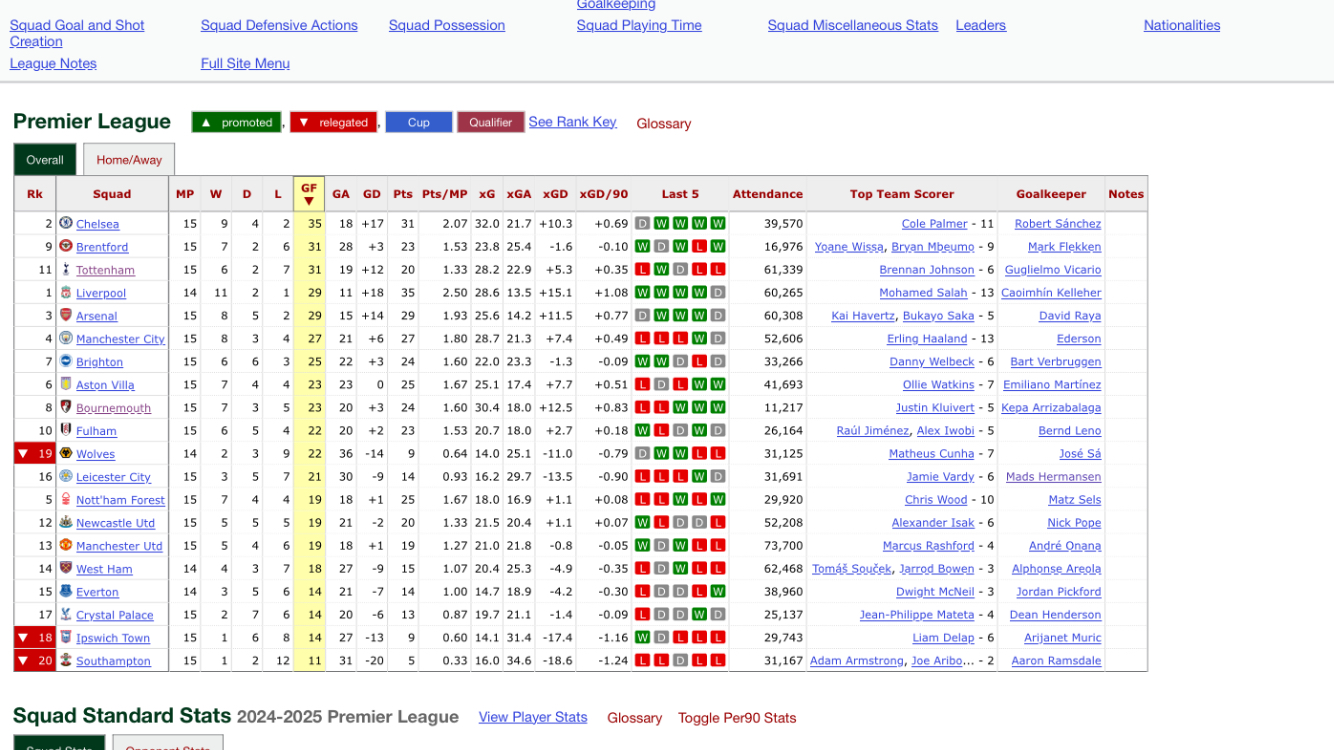 Goalkeeping
Squad Goal and Shot Creation Squad Defensive Actions Squad Possession Squad Playing Time Squad Miscellaneous Stats Leaders Nationalities
League Notes Full Site Menu
Premier League ▲ promoted, ▼ relegated, Cup Qualifier See Rank Key Glossary
Overall Home/Away
Rk Squad MP W D L GF ▼ GA GD Pts Pts/MP xG xGA xGD xGD/90 Last 5 Attendance Top Team Scorer Goalkeeper Notes
2 Chelsea 15 9 4 2 35 18 +17 31 2.07 32.0 21.7 +10.3 +0.69 D W W W W 39,570 Cole Palmer - 11 Robert Sánchez
9 Brentford 15 7 2 6 31 28 +3 23 1.53 23.8 25.4 -1.6 -0.10 W D W L W 16,976 Yoane Wissa, Bryan Mbeumo - 9 Mark Flekken
11 Tottenham 15 6 2 7 31 19 +12 20 1.33 28.2 22.9 +5.3 +0.35 L W D L L 61,339 Brennan Johnson - 6 Guglielmo Vicario
1 Liverpool 14 11 2 1 29 11 +18 35 2.50 28.6 13.5 +15.1 +1.08 W W W W D 60,265 Mohamed Salah - 13 Caoimhín Kelleher
3 Arsenal 15 8 5 2 29 15 +14 29 1.93 25.6 14.2 +11.5 +0.77 D W W W D 60,308 Kai Havertz, Bukayo Saka - 5 David Raya
4 Manchester City 15 8 3 4 27 21 +6 27 1.80 28.7 21.3 +7.4 +0.49 L L L W D 52,606 Erling Haaland - 13 Ederson
7 Brighton 15 6 6 3 25 22 +3 24 1.60 22.0 23.3 -1.3 -0.09 W W D L D 33,266 Danny Welbeck - 6 Bart Verbruggen
6 Aston Villa 15 7 4 4 23 23 0 25 1.67 25.1 17.4 +7.7 +0.51 L D L W W 41,693 Ollie Watkins - 7 Emiliano Martínez
8 Bournemouth 15 7 3 5 23 20 +3 24 1.60 30.4 18.0 +12.5 +0.83 L L W W W 11,217 Justin Kluivert - 5 Kepa Arrizabalaga
10 Fulham 15 6 5 4 22 20 +2 23 1.53 20.7 18.0 +2.7 +0.18 W L D W D 26,164 Raúl Jiménez, Alex Iwobi - 5 Bernd Leno
▼ 19 Wolves 14 2 3 9 22 36 -14 9 0.64 14.0 25.1 -11.0 -0.79 D W W L L 31,125 Matheus Cunha - 7 José Sá
16 Leicester City 15 3 5 7 21 30 -9 14 0.93 16.2 29.7 -13.5 -0.90 L L L W D 31,691 Jamie Vardy - 6 Mads Hermansen
5 Nott'ham Forest 15 7 4 4 19 18 +1 25 1.67 18.0 16.9 +1.1 +0.08 L L W L W 29,920 Chris Wood - 10 Matz Sels
12 Newcastle Utd 15 5 5 5 19 21 -2 20 1.33 21.5 20.4 +1.1 +0.07 W L D D L 52,208 Alexander Isak - 6 Nick Pope
13 Manchester Utd 15 5 4 6 19 18 +1 19 1.27 21.0 21.8 -0.8 -0.05 W D W L L 73,700 Marcus Rashford - 4 André Onana
14 West Ham 14 4 3 7 18 27 -9 15 1.07 20.4 25.3 -4.9 -0.35 L D W L L 62,468 Tomáš Souček, Jarrod Bowen - 3 Alphonse Areola
15 Everton 14 3 5 6 14 21 -7 14 1.00 14.7 18.9 -4.2 -0.30 L D D L W 38,960 Dwight McNeil - 3 Jordan Pickford
17 Crystal Palace 15 2 7 6 14 20 -6 13 0.87 19.7 21.1 -1.4 -0.09 L D D W D 25,137 Jean-Philippe Mateta - 4 Dean Henderson
▼ 18 Ipswich Town 15 1 6 8 14 27 -13 9 0.60 14.1 31.4 -17.4 -1.16 W D L L L 29,743 Liam Delap - 6 Arijanet Muric
▼ 20 Southampton 15 1 2 12 11 31 -20 5 0.33 16.0 34.6 -18.6 -1.24 L L D L L 31,167 Adam Armstrong, Joe Aribo... - 2 Aaron Ramsdale
Squad Standard Stats 2024-2025 Premier League View Player Stats Glossary Toggle Per90 Stats
Squad Stats Opponent Stats